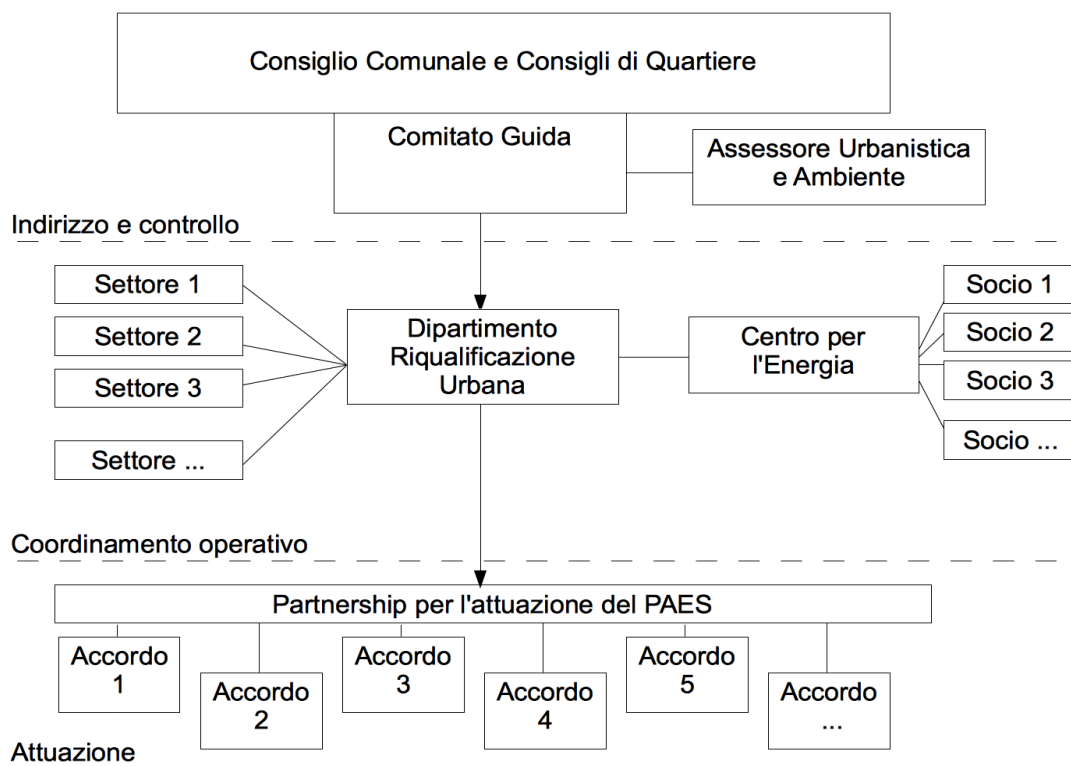 Consiglio Comunale e Consigli di Quartiere
Comitato Guida
Assessore Urbanistica
e Ambiente
Indirizzo e controllo
Settore 1
Settore 2
Settore 3
Settore ...
Dipartimento
Riqualificazione
Urbana
Centro per
l'Energia
Socio 1
Socio 2
Socio 3
Socio ...
Coordinamento operativo
Partnership per l'attuazione del PAES
Accordo
1
Accordo
2
Accordo
3
Accordo
4
Accordo
5
Accordo
...
Attuazione